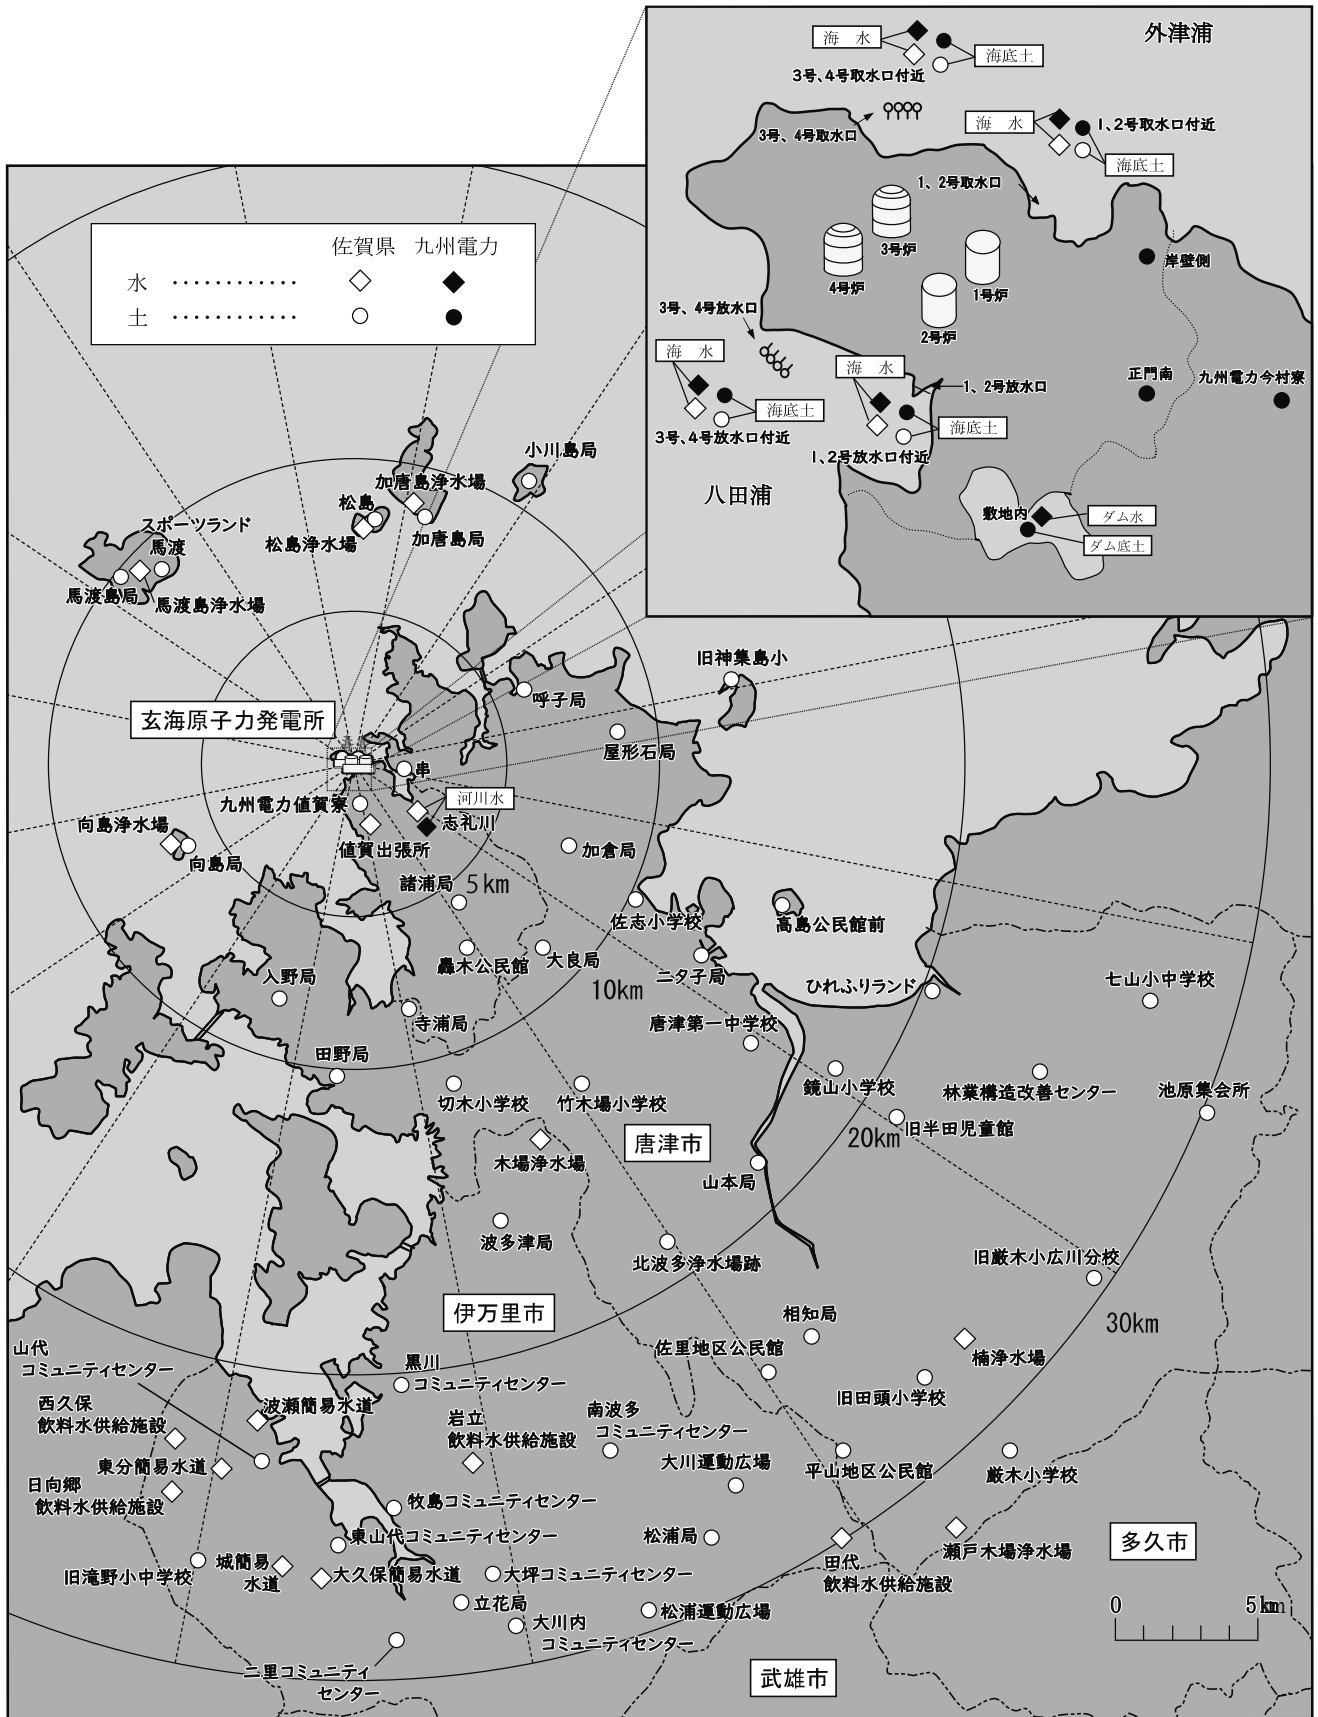 外津浦
海　水
海底土
3号、4号取水口付近
3号、4号取水口
海　水
1、2号取水口付近
海底土
1、2号取水口
3号炉
4号炉
1号炉
2号炉
岸壁側
3号、4号放水口
海　水
海底土
3号、4号放水口付近
海　水
1、2号放水口
海底土
1、2号放水口付近
正門南
九州電力今村寮
八田浦
敷地内
ダム水
ダム底土
佐賀県　九州電力
水 ············
土 ············
小川島局
加唐島浄水場
松島
加唐島局
松島浄水場
スポーツランド
馬渡
馬渡島局
馬渡島浄水場
旧神集島小
呼子局
屋形石局
玄海原子力発電所
串
九州電力値賀寮
河川水
志礼川
値賀出張所
向島浄水場
向島局
加倉局
諸浦局
5km
佐志小学校
高島公民館前
轟木公民館
大良局
二タ子局
入野局
10km
ひれふりランド
七山小中学校
寺浦局
唐津第一中学校
田野局
切木小学校
竹木場小学校
鏡山小学校
林業構造改善センター
池原集会所
旧半田児童館
20km
唐津市
木場浄水場
山本局
波多津局
北波多浄水場跡
旧厳木小広川分校
伊万里市
相知局
30km
楠浄水場
佐里地区公民館
旧田頭小学校
山代
コミュニティセンター
黒川
コミュニティセンター
西久保
飲料水供給施設
波瀬簡易水道
岩立
飲料水供給施設
南波多
コミュニティセンター
東分簡易水道
大川運動広場
平山地区公民館
厳木小学校
日向郷
飲料水供給施設
牧島コミュニティセンター
東山代コミュニティセンター
松浦局
瀬戸木場浄水場
多久市
旧滝野小中学校
城簡易
水道
大久保簡易水道
大坪コミュニティセンター
田代
飲料水供給施設
立花局
松浦運動広場
大川内
コミュニティセンター
0
5km
二里コミュニティ
センター
武雄市